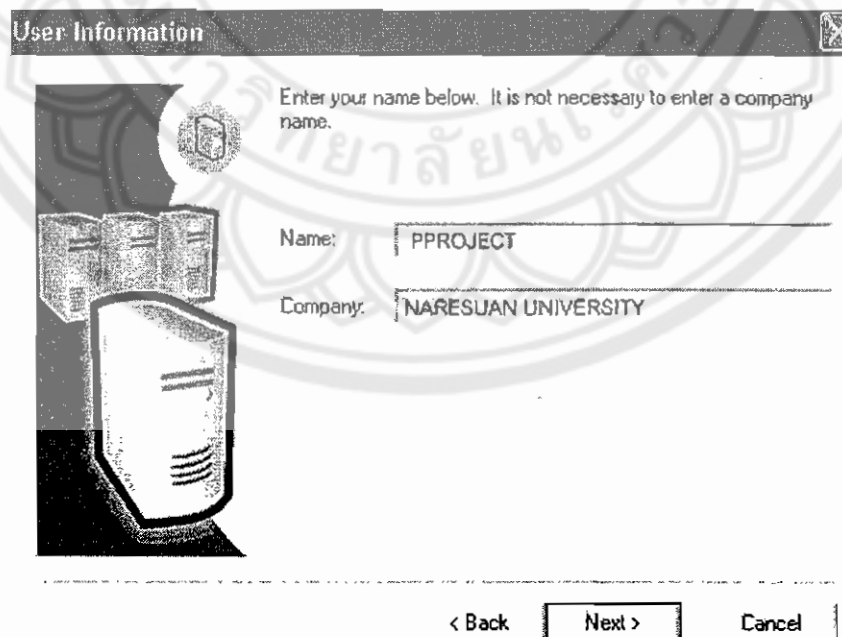 User Information
Enter your name below. It is not necessary to enter a company
name.
Name: PPROJECT
Company: NARESUAN UNIVERSITY
< Back Next > Cancel